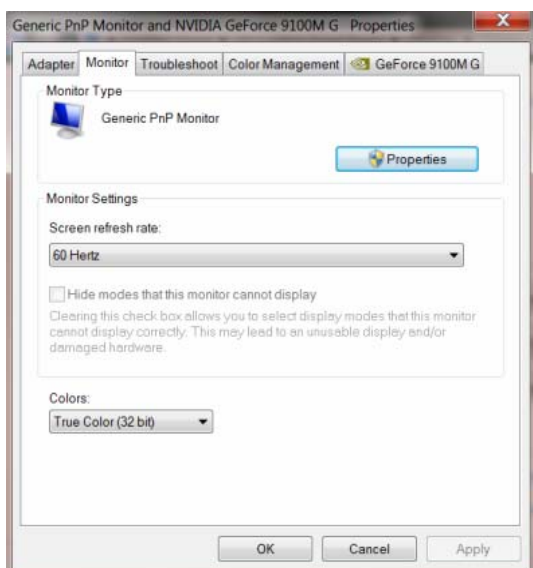 Generic PnP Monitor and NVIDIA GeForce 9100M G Properties
Adapter Monitor Troubleshoot Color Management GeForce 9100M G
Monitor Type
Generic PnP Monitor
Properties
Monitor Settings
Screen refresh rate:
60 Hertz
Hide modes that this monitor cannot display
Clearing this check box allows you to select display modes that this monitor
cannot display correctly. This may lead to an unusable display and/or
damaged hardware.
Colors:
True Color (32 bit)
OK Cancel Apply